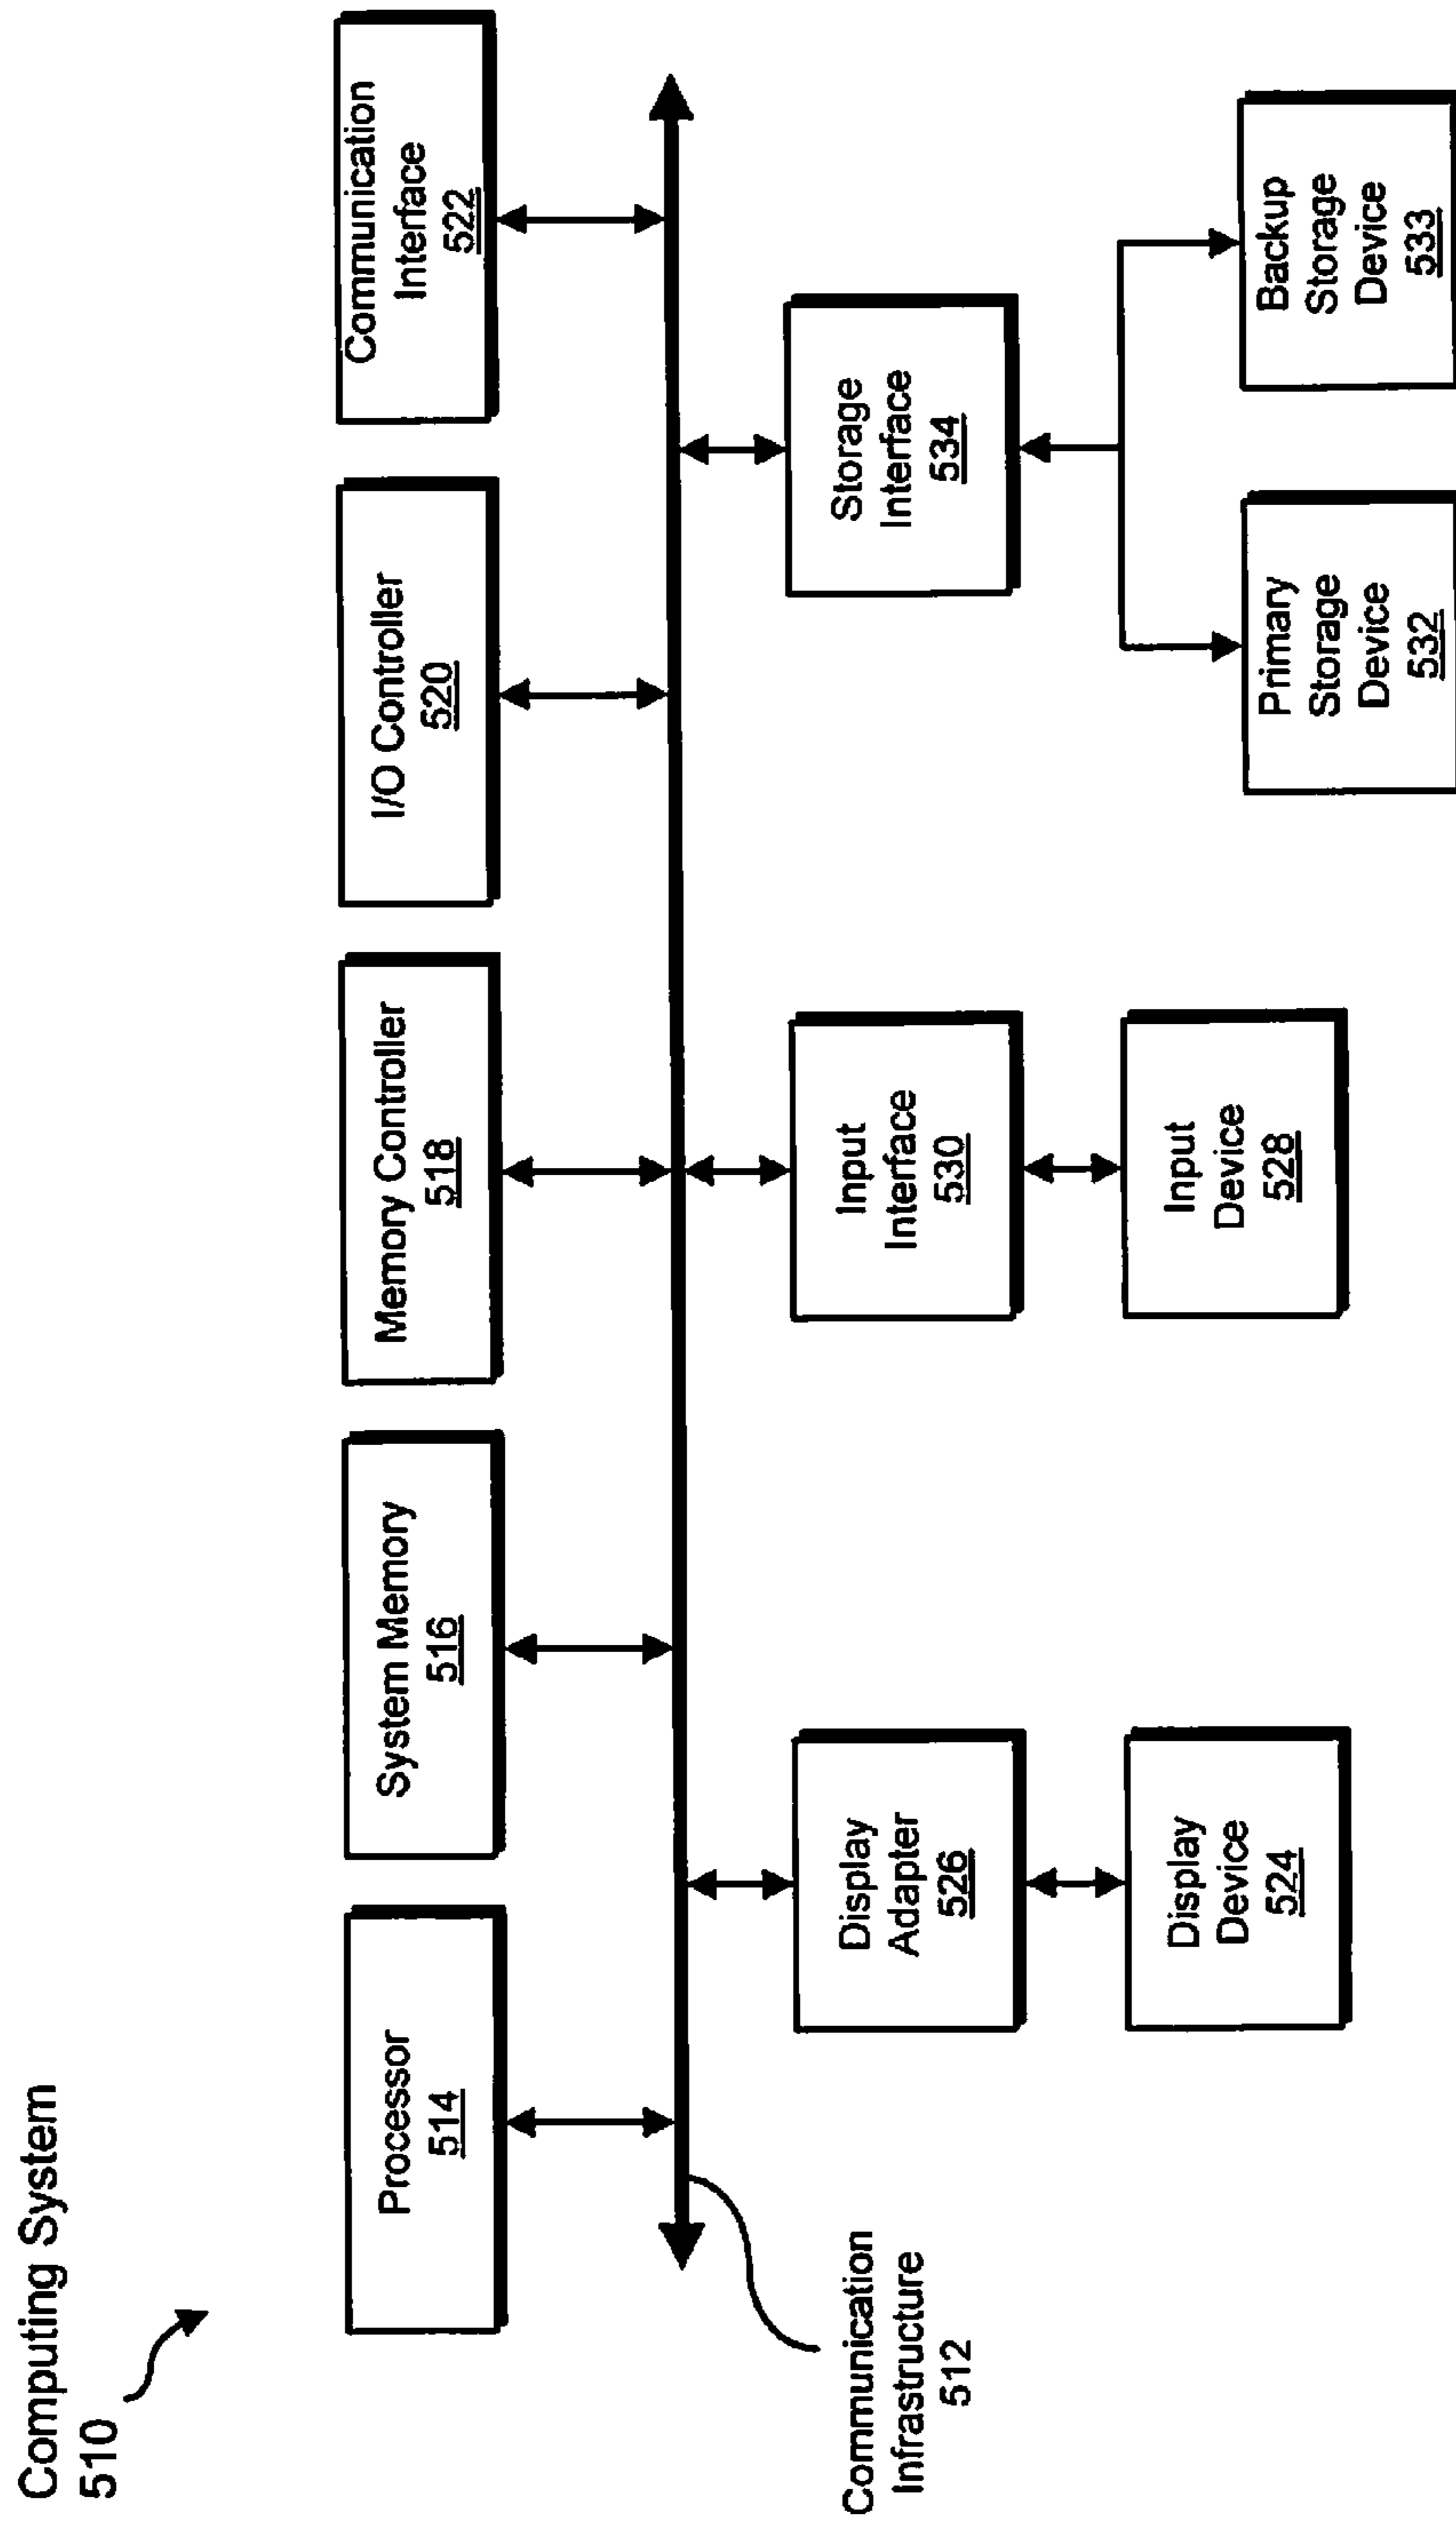 Computing System
510
Processor
514
System Memory
516
Memory Controller
518
I/O Controller
520
Communication
Interface
522
Communication
Infrastructure
512
Display
Adapter
526
Input
Interface
530
Storage
Interface
534
Display
Device
524
Input
Device
528
Primary
Storage
Device
532
Backup
Storage
Device
533